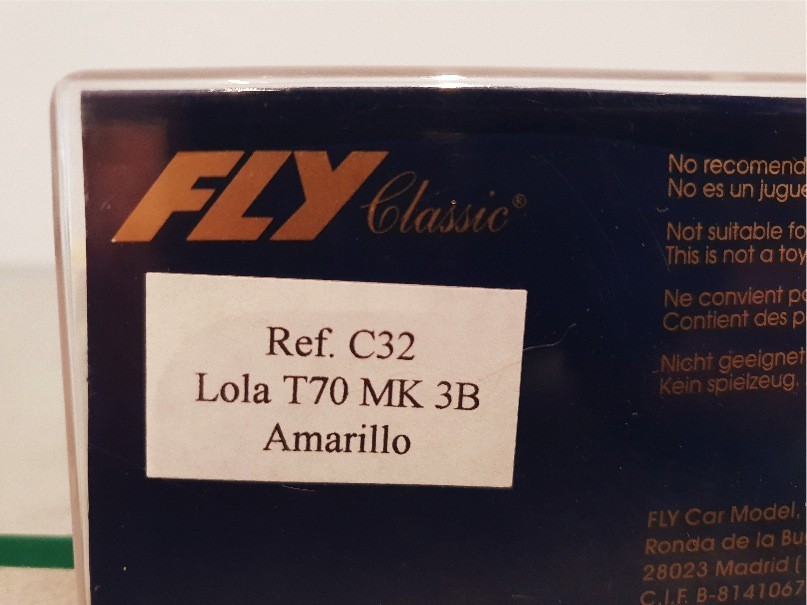 FLY Classic®
Ref. C32
Lola T70 MK 3B
Amarillo
No recomend
No es un jugue
Not suitable fo
This is not a toy
Ne convient po
Contient des p
Nicht geeignet
Kein spielzeug.
FLY Car Model,
Ronda de la Bu
28023 Madrid (
C.I.F. B-8141067